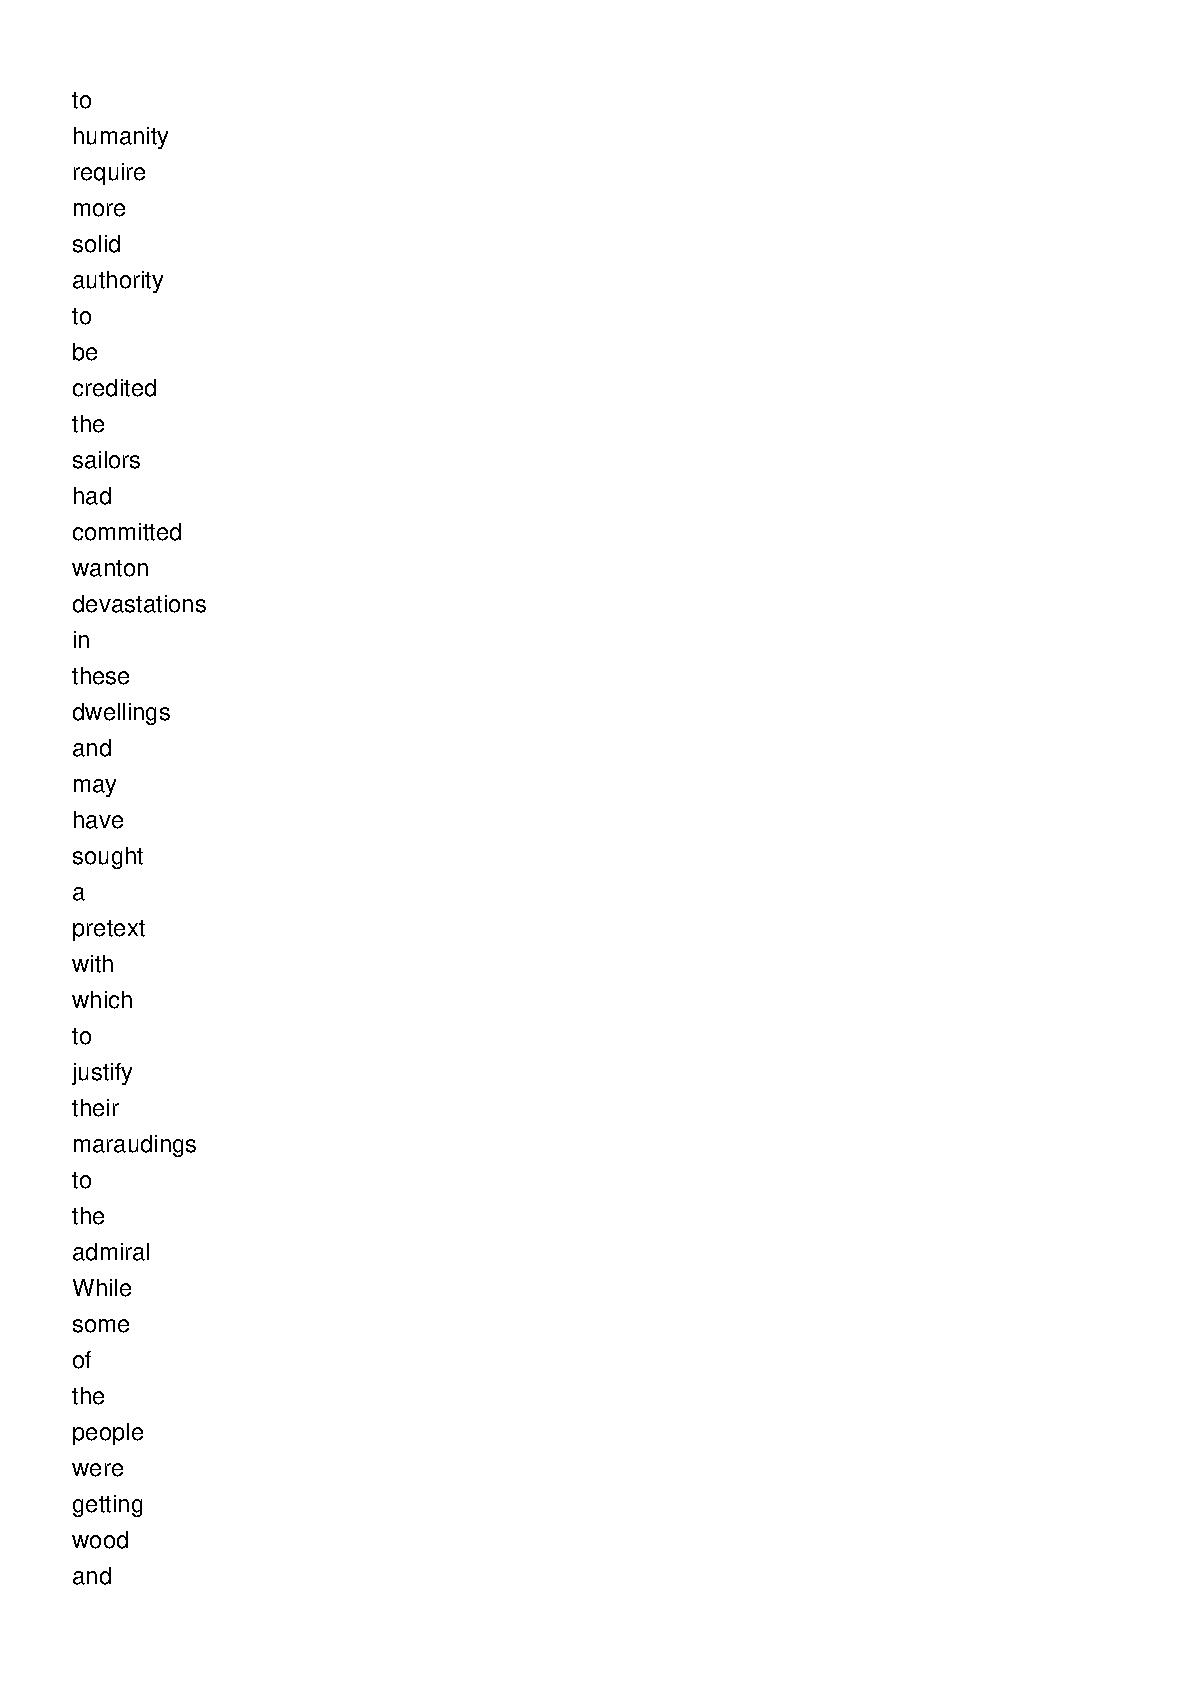 to
humanity
require
more
solid
authority
to
be
credited
the
sailors
had
committed
wanton
devastations
in
these
dwellings
and
may
have
sought
a
pretext
with
which
to
justify
their
maraudings
to
the
admiral
While
some
of
the
people
were
getting
wood
and